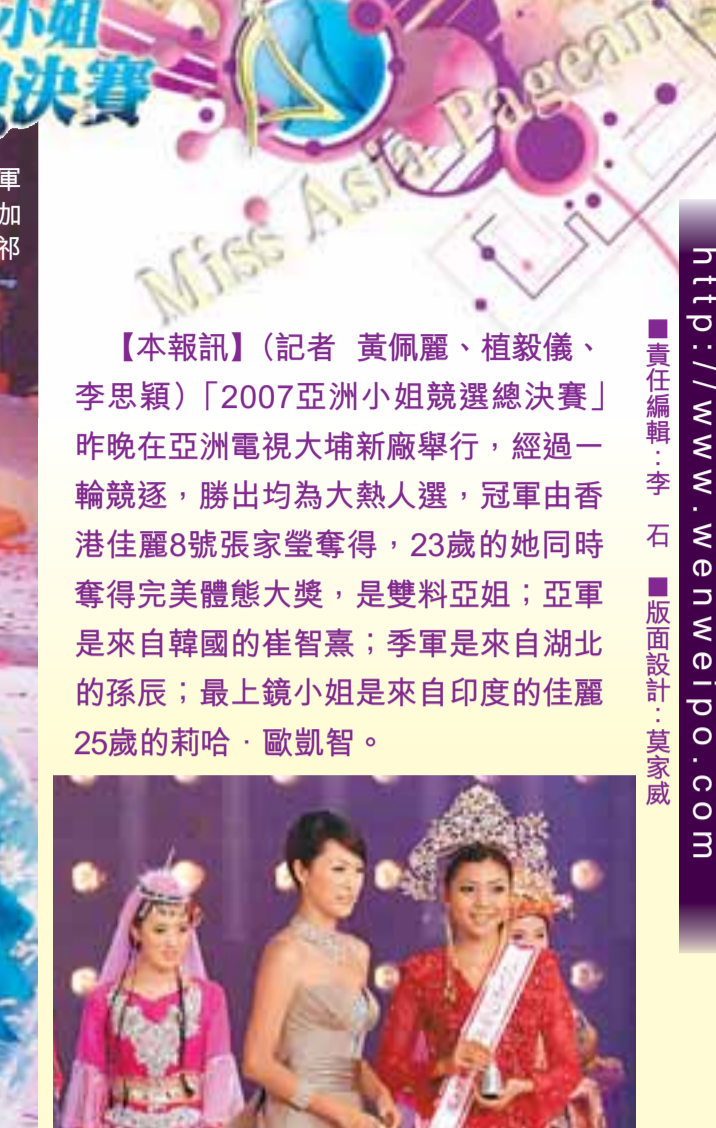 小姐
決賽
Miss Asia Pageant
軍
加
祁
【本報訊】（記者 黃佩麗、植毅儀、
李思穎）「2007亞洲小姐競選總決賽」
昨晚在亞洲電視大埔新廠舉行，經過一
輪競逐，勝出均為大熱人選，冠軍由香
港佳麗8號張家瑩奪得，23歲的她同時
奪得完美體態大獎，是雙料亞姐；亞軍
是來自韓國的崔智熹；季軍是來自湖北
的孫辰；最上鏡小姐是來自印度的佳麗
25歲的莉哈．歐凱智。
■責任編輯：李 石 ■版面設計：莫家威
http://www.wenweipo.com